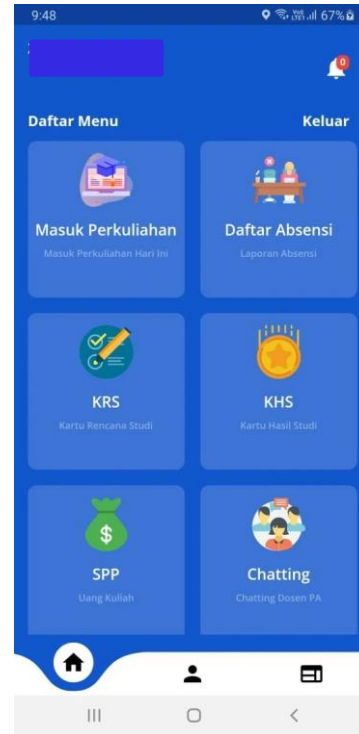 9:48
67%
0
Daftar Menu
Keluar
Masuk Perkuliahan
Masuk Perkuliahan Hari Ini
Daftar Absensi
Laporan Absensi
KRS
Kartu Rencana Studi
KHS
Kartu Hasil Studi
$
SPP
Uang Kuliah
Chatting
Chatting Dosen PA